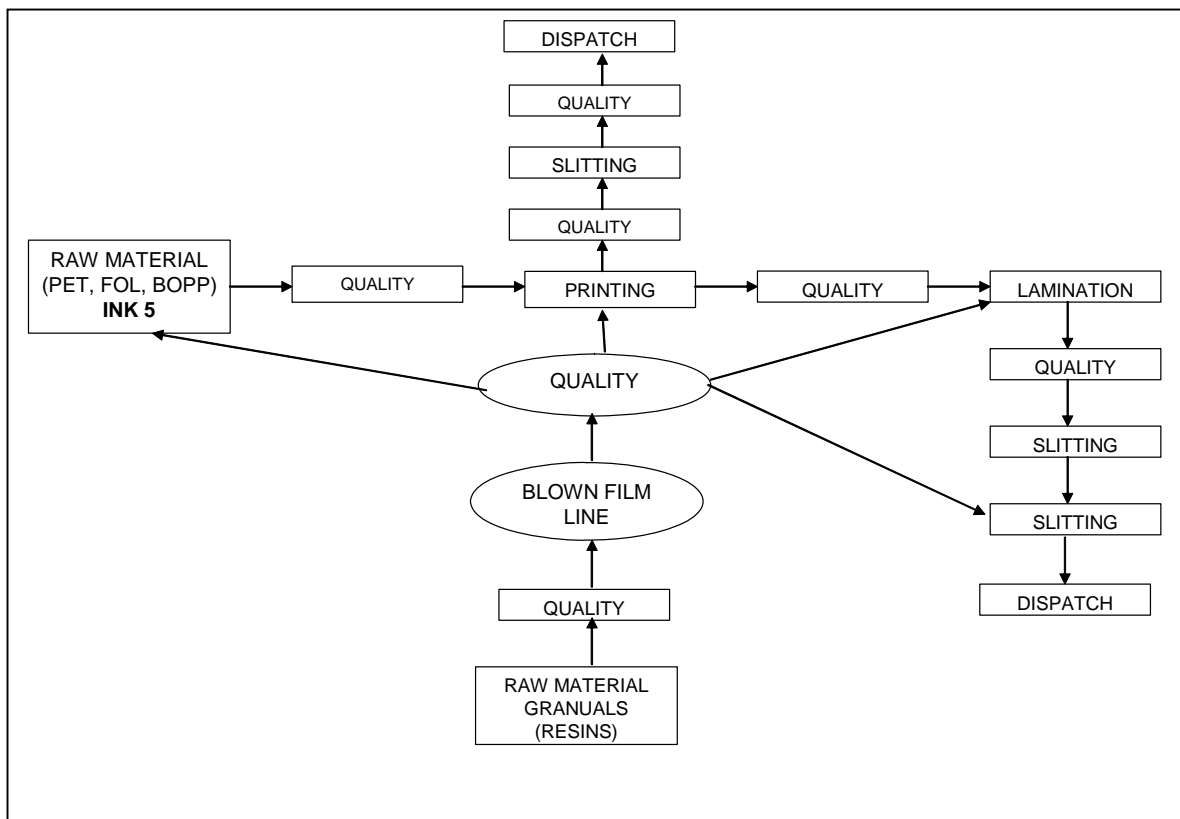 DISPATCH
QUALITY
SLITTING
QUALITY
RAW MATERIAL
(PET, FOL, BOPP)
INK 5
QUALITY
PRINTING
QUALITY
LAMINATION
QUALITY
QUALITY
SLITTING
BLOWN FILM
LINE
SLITTING
QUALITY
DISPATCH
RAW MATERIAL
GRANUALS
(RESINS)